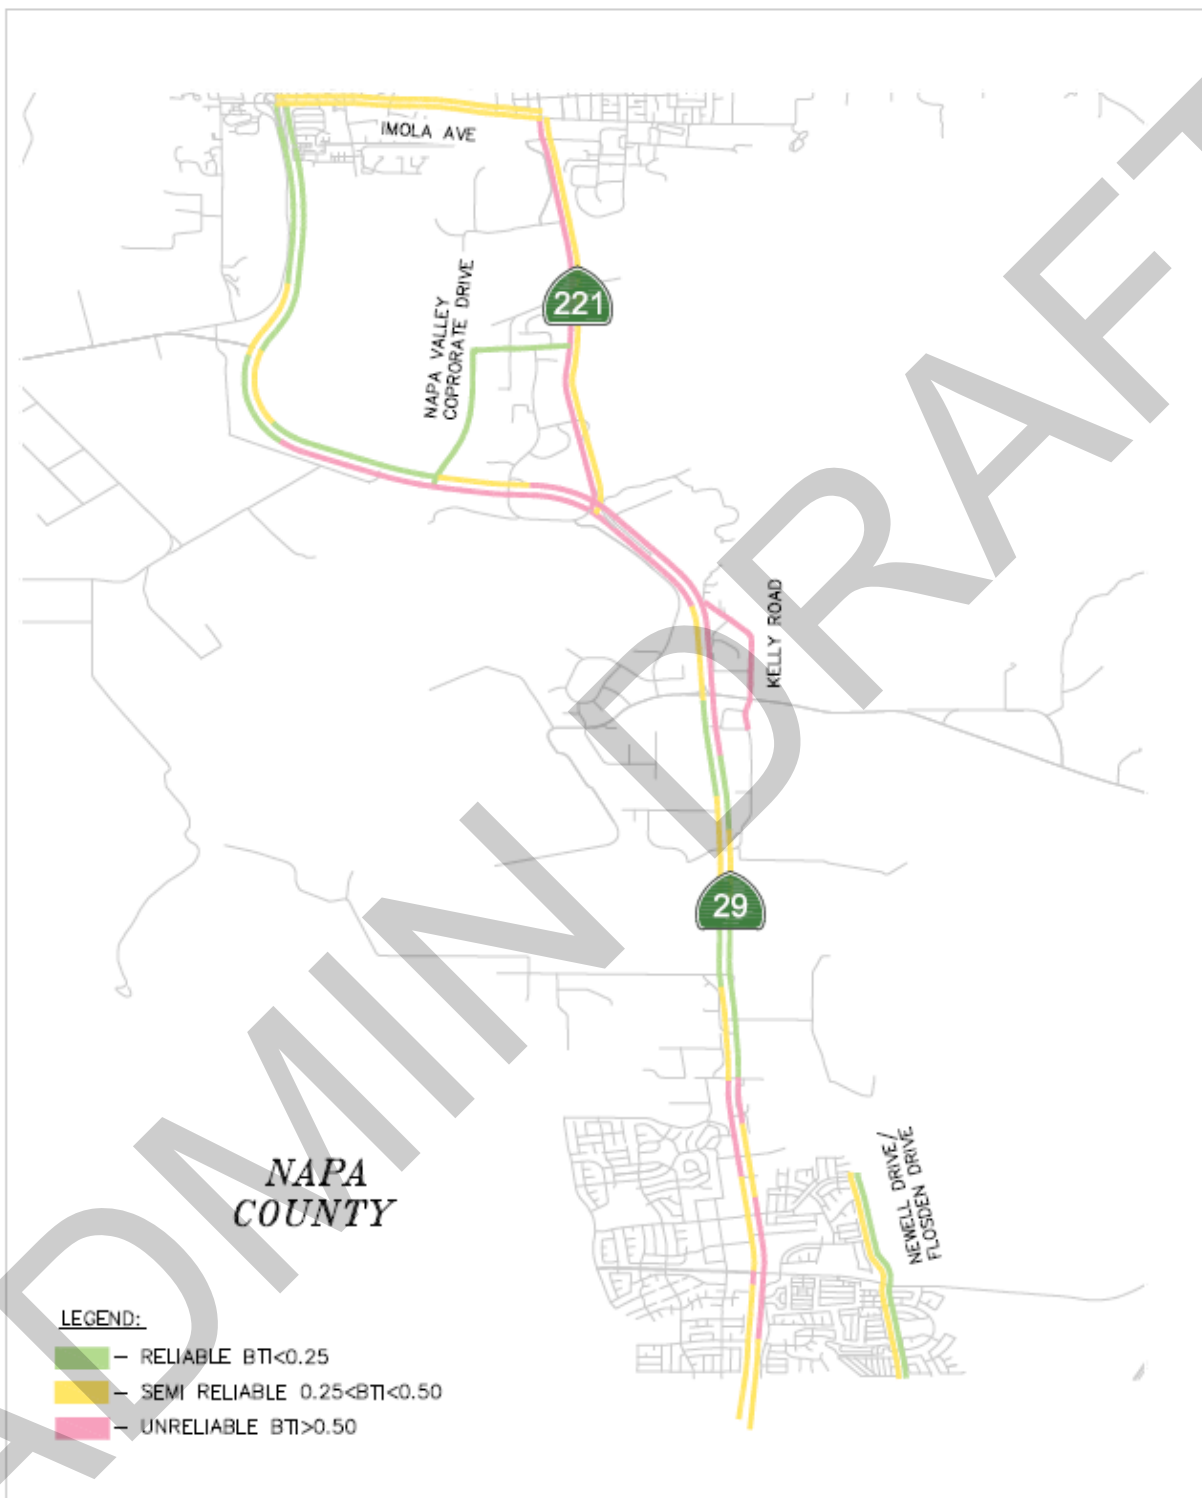 IMOLA AVE
221
NAPA VALLEY
COPRORATE DRIVE
KELLY ROAD
29
NEWELL DRIVE/
FLOSDEN DRIVE
NAPA
COUNTY
LEGEND:
– RELIABLE BTI<0.25
– SEMI RELIABLE 0.25<BTI<0.50
– UNRELIABLE BTI>0.50
ADMIN DRAFT